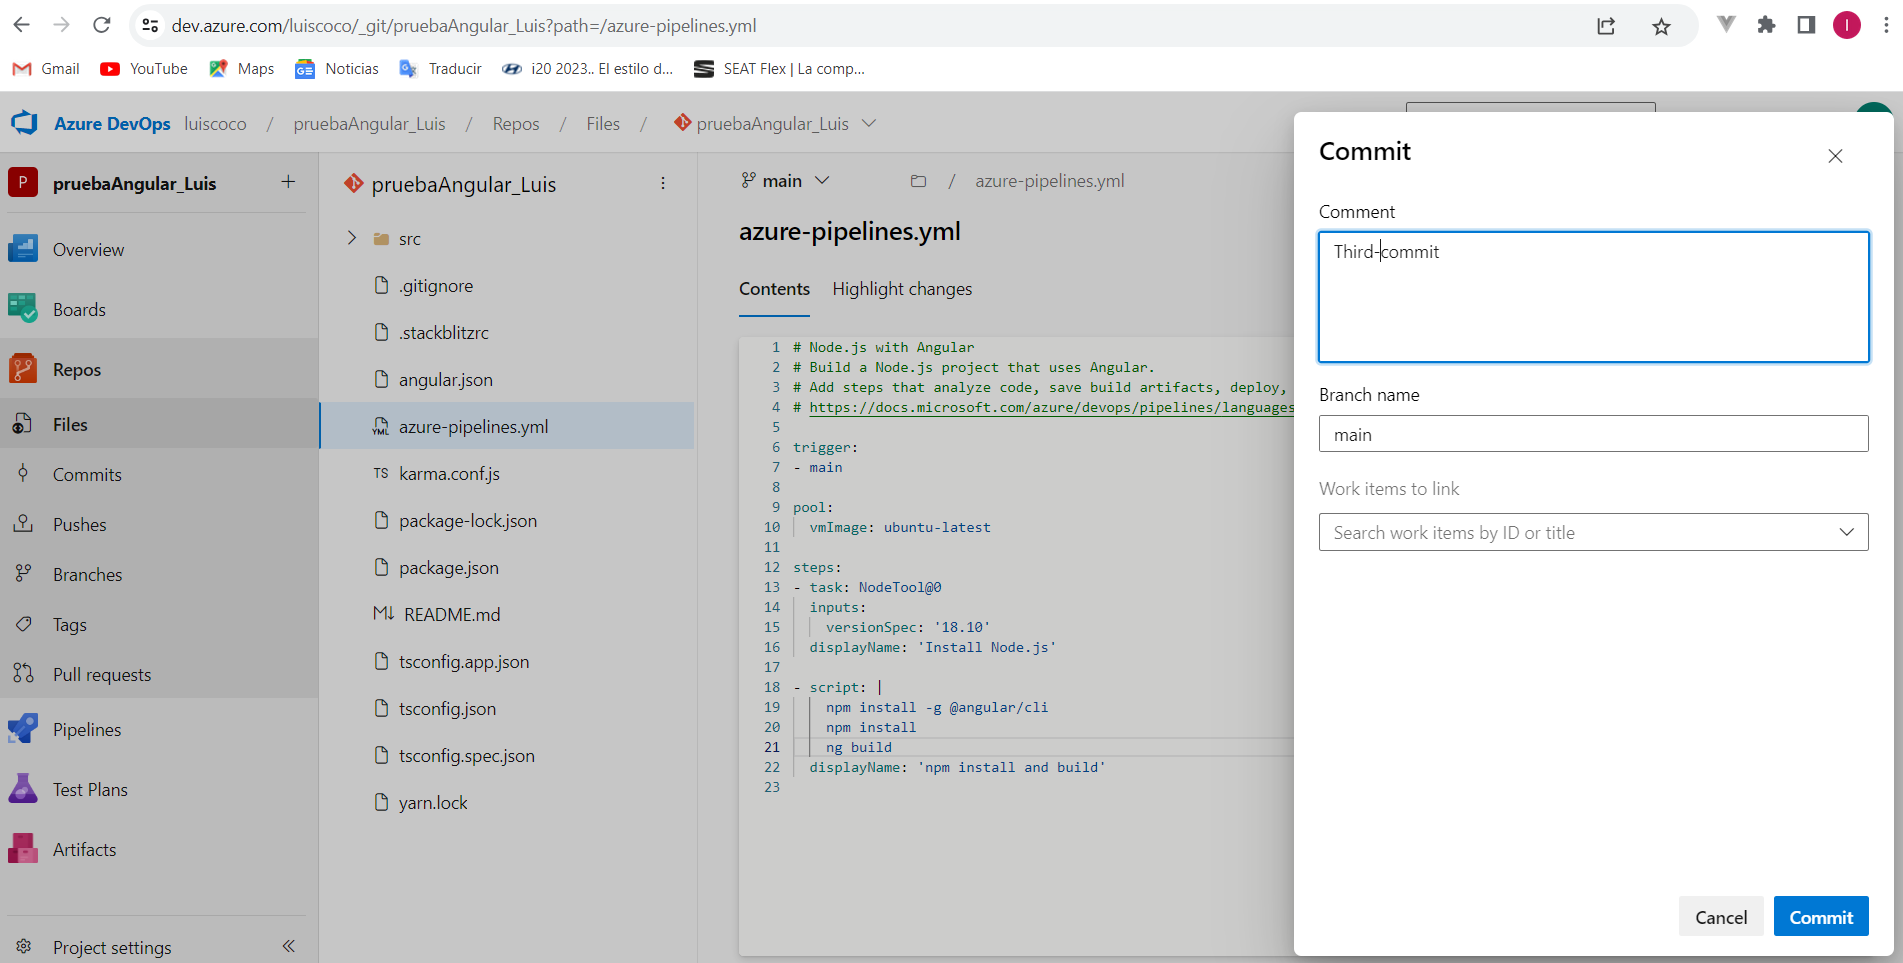 dev.azure.com/luiscoco/_git/pruebaAngular_Luis?path=/azure-pipelines.yml
I
Gmail YouTube Maps Noticias Traducir i20 2023.. El estilo d... SEAT Flex | La comp...
Azure DevOps luiscoco / pruebaAngular_Luis / Repos / Files / pruebaAngular_Luis
P pruebaAngular_Luis +
Overview
Boards
Repos
Files
Commits
Pushes
Branches
Tags
Pull requests
Pipelines
Test Plans
Artifacts
Project settings
pruebaAngular_Luis
src
.gitignore
.stackblitzrc
angular.json
YML azure-pipelines.yml
TS karma.conf.js
package-lock.json
package.json
M↓ README.md
tsconfig.app.json
tsconfig.json
tsconfig.spec.json
yarn.lock
main / azure-pipelines.yml
azure-pipelines.yml
Contents Highlight changes
1 # Node.js with Angular
2 # Build a Node.js project that uses Angular.
3 # Add steps that analyze code, save build artifacts, deploy,
4 # https://docs.microsoft.com/azure/devops/pipelines/languages
5
6 trigger:
7 - main
8
9 pool:
10 vmImage: ubuntu-latest
11
12 steps:
13 - task: NodeTool@0
14 inputs:
15 versionSpec: '18.10'
16 displayName: 'Install Node.js'
17
18 - script: |
19 npm install -g @angular/cli
20 npm install
21 ng build
22 displayName: 'npm install and build'
23
Commit
Comment
Third-commit
Branch name
main
Work items to link
Search work items by ID or title
Cancel Commit